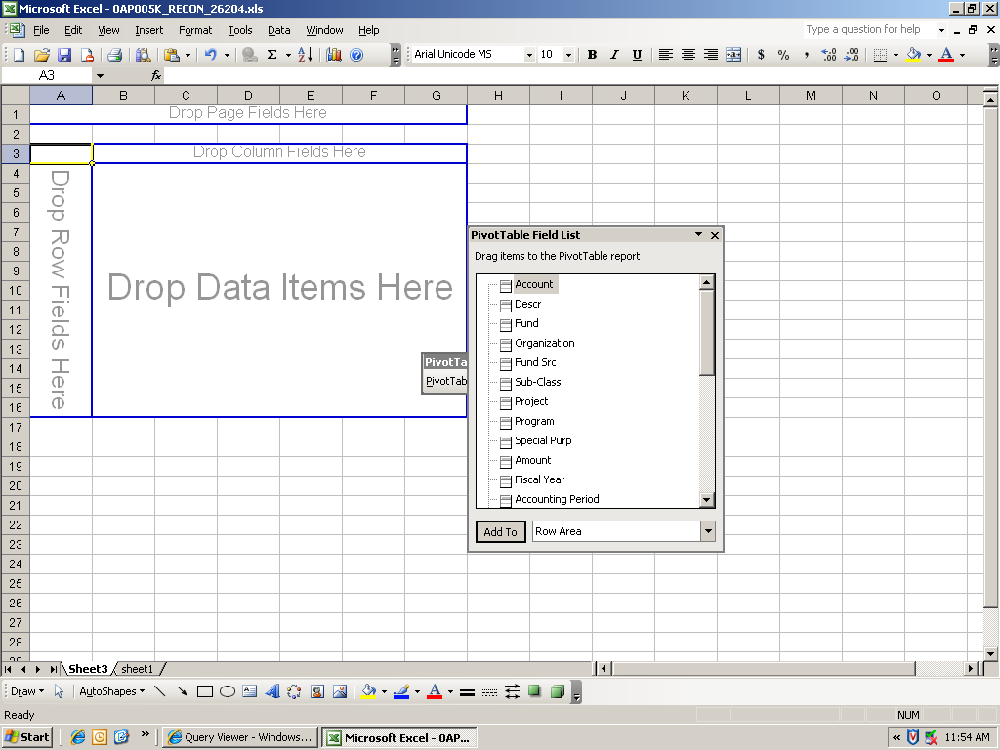 Microsoft Excel - 0AP005K_RECON_26204.xls
File Edit View Insert Format Tools Data Window Help
Type a question for help
Arial Unicode MS 10 B I U $ % , .00
A3 fx
A B C D E F G H I J K L M N O
1 Drop Page Fields Here
2
3 Drop Column Fields Here
4
5
6
7
8
9
10
11
12
13
14
15
16
17
18
19
20
21
22
23
24
25
26
27
28
29
Drop Row Fields Here
Drop Data Items Here
PivotTa
PivotTab
PivotTable Field List
Drag items to the PivotTable report
Account
Descr
Fund
Organization
Fund Src
Sub-Class
Project
Program
Special Purp
Amount
Fiscal Year
Accounting Period
Add To Row Area
Sheet3 sheet1
Draw AutoShapes
Ready NUM
Start Query Viewer - Windows... Microsoft Excel - 0AP... 11:54 AM